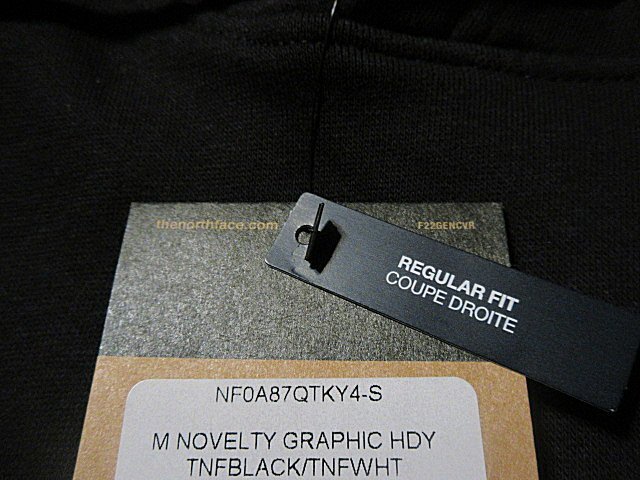 thenorthface.com
F22GENCVR
REGULAR FIT
COUPE DROITE
NF0A87QTKY4-S
M NOVELTY GRAPHIC HDY
TNFBLACK/TNFWHT